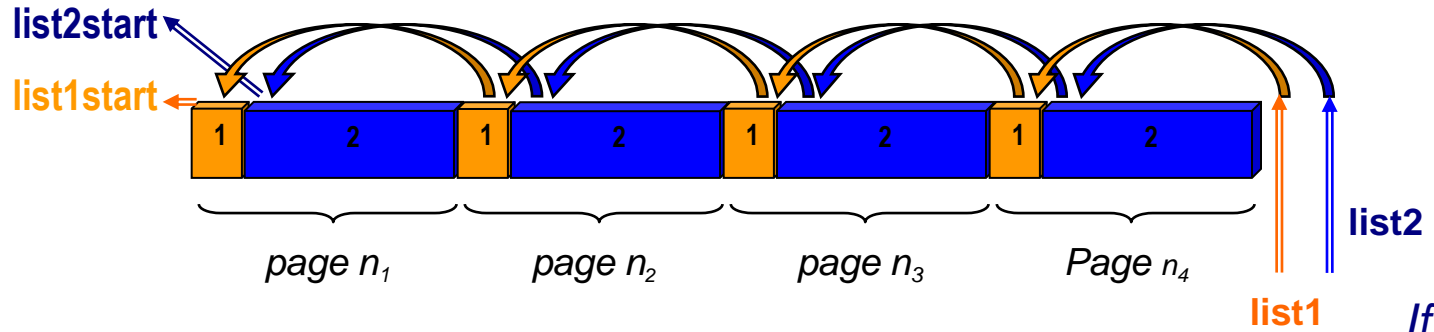 list2start
list1start
1 2 1 2 1 2 1 2
page n₁ page n₂ page n₃ Page n₄
list2
list1 If